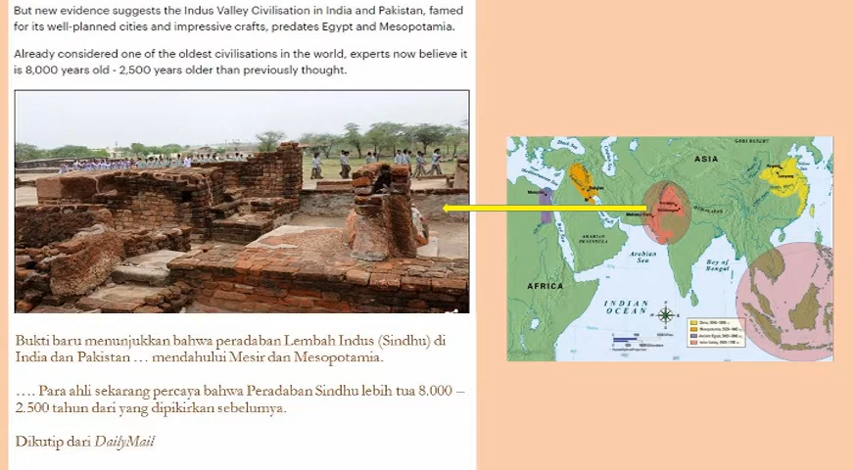 But new evidence suggests the Indus Valley Civilisation in India and Pakistan, famed
for its well-planned cities and impressive crafts, predates Egypt and Mesopotamia.
Already considered one of the oldest civilisations in the world, experts now believe it
is 8,000 years old - 2,500 years older than previously thought.
Bukti baru menunjukkan bahwa peradaban Lembah Indus (Sindhu) di
India dan Pakistan … mendahului Mesir dan Mesopotamia.
…. Para ahli sekarang percaya bahwa Peradaban Sindhu lebih tua 8.000 –
2.500 tahun dari yang dipikirkan sebelumya.
Dikutip dari DailyMail
GOBI DESERT
ASIA
HIMALAYAS
ARABIAN
PENINSULA
Arabian
Sea
Bay of
Bengal
AFRICA
INDIAN
OCEAN